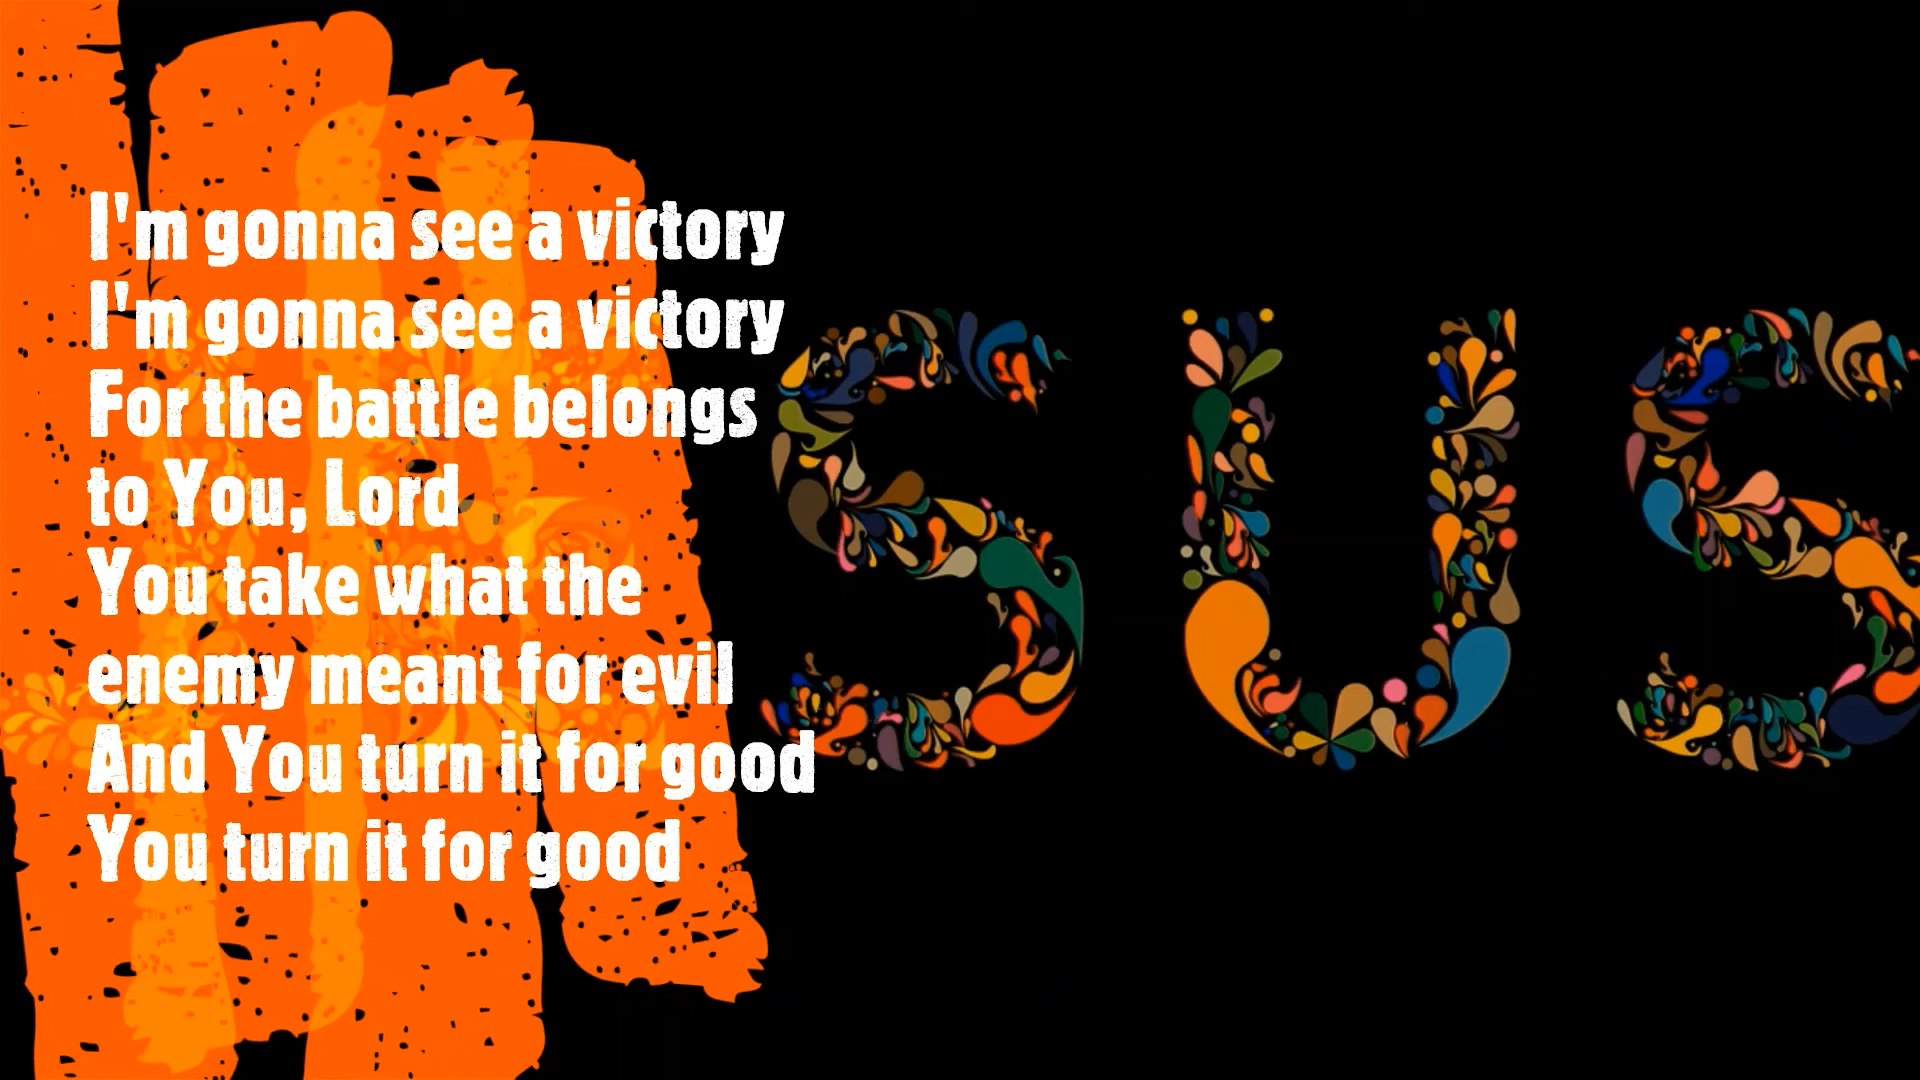 I'm gonna see a victory
I'm gonna see a victory
For the battle belongs
to You, Lord
You take what the
enemy meant for evil
And You turn it for good
You turn it for good
SUS